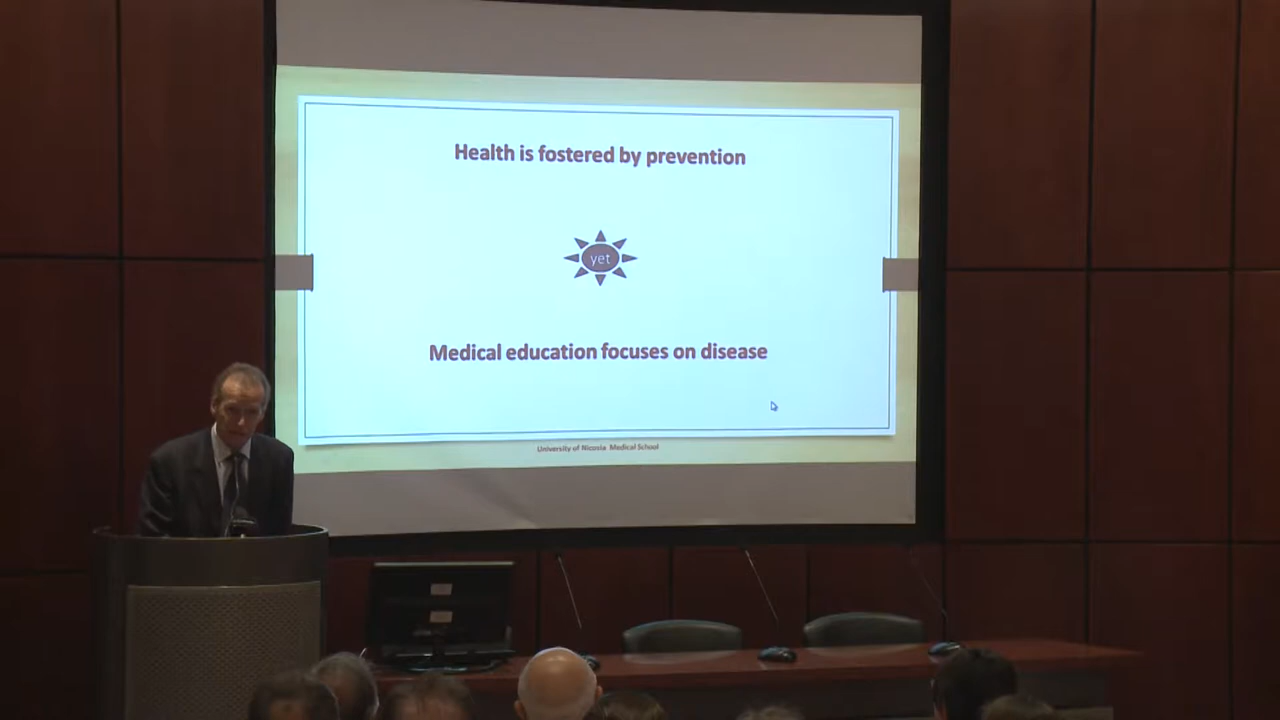 Health is fostered by prevention
yet
Medical education focuses on disease
University of Nicosia Medical School